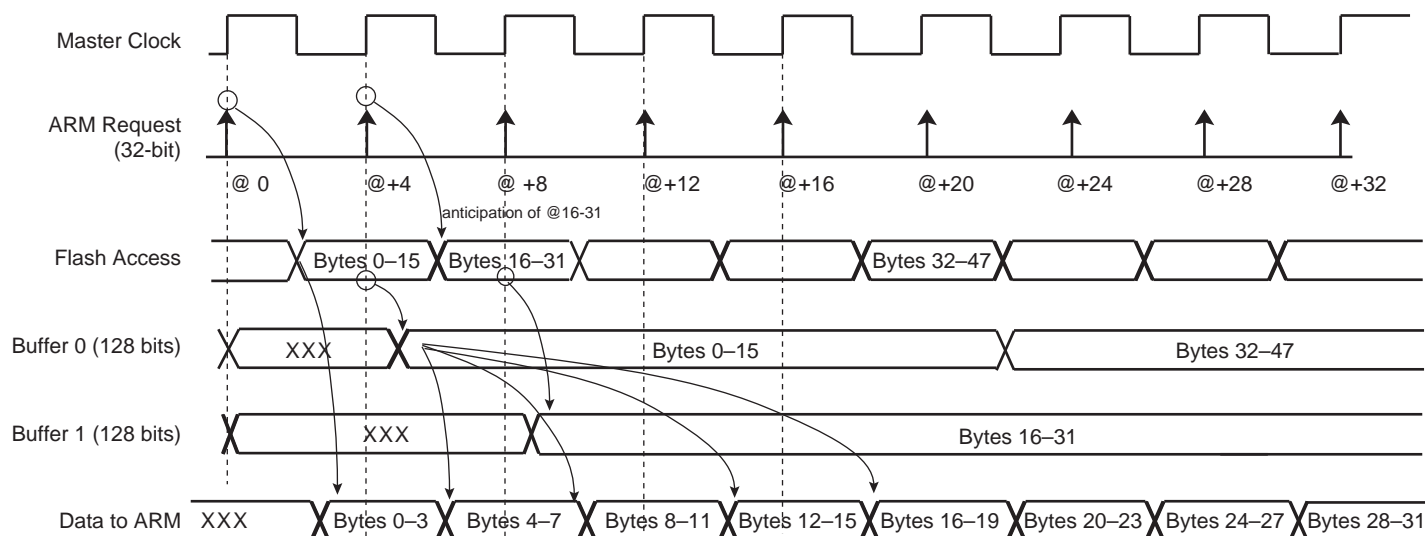 Master Clock
ARM Request
(32-bit)
@ 0 @+4 @ +8 @+12 @+16 @+20 @+24 @+28 @+32
anticipation of @16-31
Flash Access
Bytes 0–15 Bytes 16–31 Bytes 32–47
Buffer 0 (128 bits)
XXX Bytes 0–15 Bytes 32–47
Buffer 1 (128 bits)
XXX Bytes 16–31
Data to ARM
XXX Bytes 0–3 Bytes 4–7 Bytes 8–11 Bytes 12–15 Bytes 16–19 Bytes 20–23 Bytes 24–27 Bytes 28–31